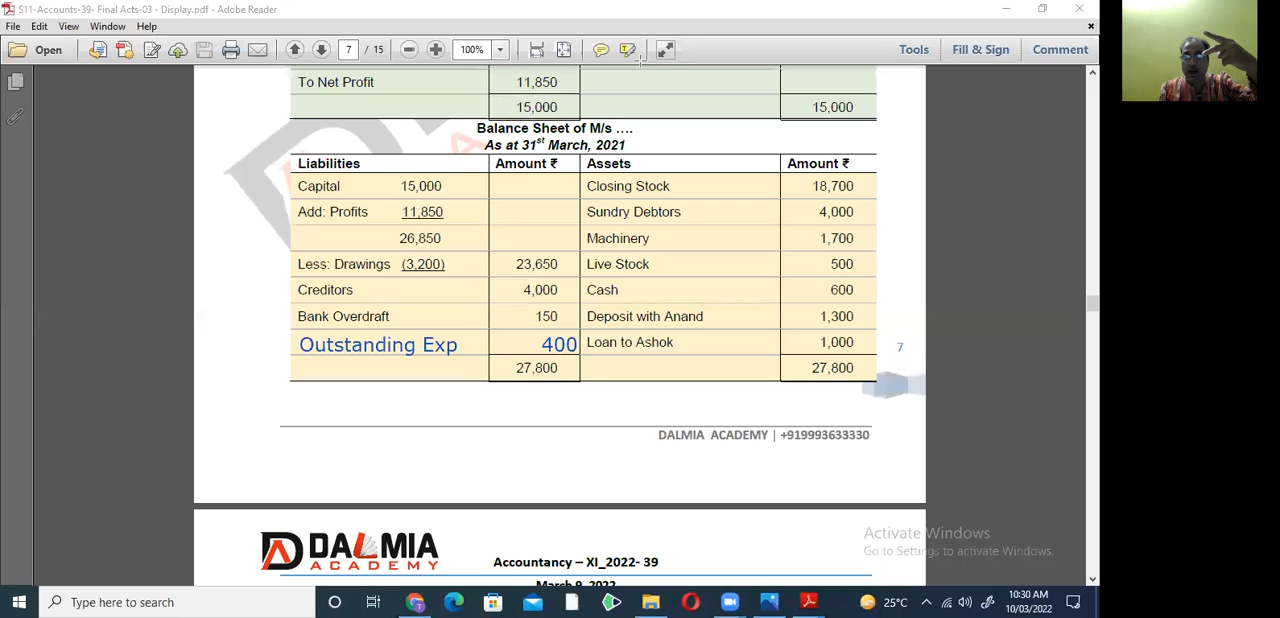 S11-Accounts-39- Final Acts-03 - Display.pdf - Adobe Reader
File Edit View Window Help
Open 7 / 15 100% Tools Fill & Sign Comment
To Net Profit 11,850
15,000 15,000
Balance Sheet of M/s ....
As at 31st March, 2021
Liabilities Amount ₹ Assets Amount ₹
Capital 15,000 Closing Stock 18,700
Add: Profits 11,850 Sundry Debtors 4,000
26,850 Machinery 1,700
Less: Drawings (3,200) 23,650 Live Stock 500
Creditors 4,000 Cash 600
Bank Overdraft 150 Deposit with Anand 1,300
Outstanding Exp 400 Loan to Ashok 1,000
7
27,800 27,800
DALMIA ACADEMY | +919993633330
DALMIA
ACADEMY
Accountancy – XI_2022- 39
March 9, 2022
Activate Windows
Go to Settings to activate Windows.
Type here to search
25°C
10:30 AM
10/03/2022